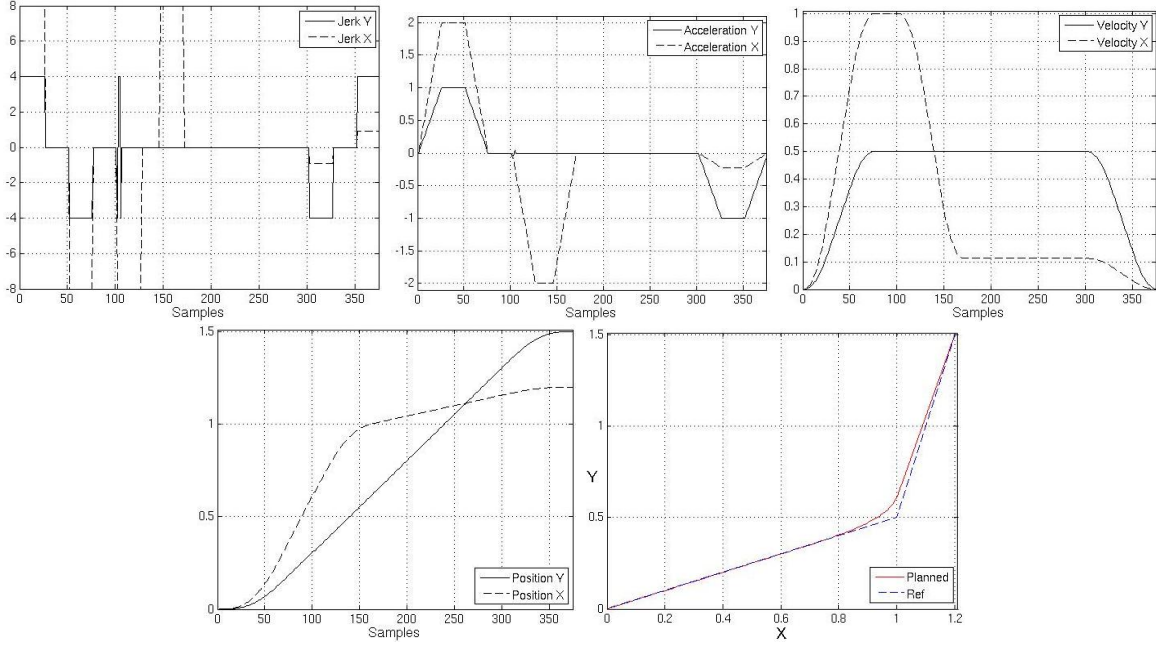 8
6
4
2
0
-2
-4
-6
-8
0 50 100 150 200 250 300 350
Samples
Jerk Y
Jerk X
2
1.5
1
0.5
0
-0.5
-1
-1.5
-2
0 50 100 150 200 250 300 350
Samples
Acceleration Y
Acceleration X
1
0.9
0.8
0.7
0.6
0.5
0.4
0.3
0.2
0.1
0
0 50 100 150 200 250 300 350
Samples
Velocity Y
Velocity X
1.5
1
0.5
0
0 50 100 150 200 250 300 350
Samples
Position Y
Position X
1.5
1
Y
0.5
0
0 0.2 0.4 0.6 0.8 1 1.2
X
Planned
Ref